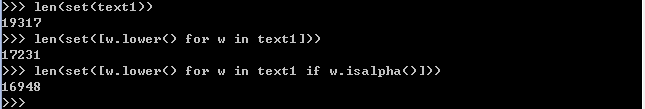 >>> len(set(text1))
19317
>>> len(set([w.lower() for w in text1]))
17231
>>> len(set([w.lower() for w in text1 if w.isalpha()]))
16948
>>>